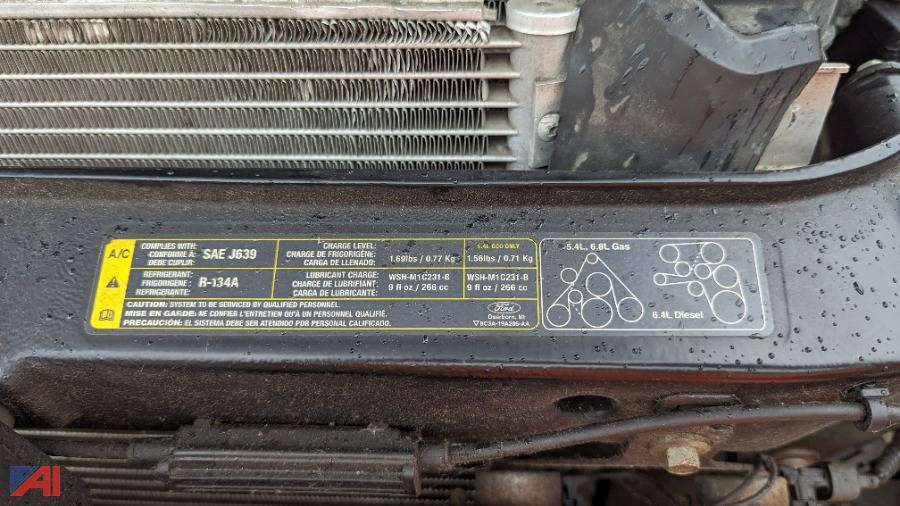 A/C
COMPLIES WITH:
CONFORME À: SAE J639
DEBE CUPLIR:
CHARGE LEVEL:
CHARGE DE FRIGORIGÈNE: 1.69lbs / 0.77 Kg
CARGA DE LLENADO:
ONLY
1.56lbs / 0.71 Kg
REFRIGERANT:
FRIGORIGÈNE: R-134A
REFRIGERANTE:
LUBRICANT CHARGE: WSH-M1C231-B WSH-M1C231-B
CHARGE DE LUBRIFIANT: 9 fl oz / 266 cc 9 fl oz / 266 cc
CARGA DE LUBRICANTE:
CAUTION: SYSTEM TO BE SERVICED BY QUALIFIED PERSONNEL.
MISE EN GARDE: NE CONFIER L'ENTRETIEN QU'À UN PERSONNEL QUALIFIÉ.
PRECAUCIÓN: EL SISTEMA DEBE SER ATENDIDO POR PERSONAL CALIFICADO.
Ford
Dearborn, MI
8C3A-19A295-AA
5.4L, 6.8L Gas
6.4L Diesel
AI